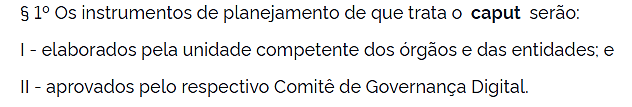 § 1º Os instrumentos de planejamento de que trata o caput serão:
I - elaborados pela unidade competente dos órgãos e das entidades; e
II - aprovados pelo respectivo Comitê de Governança Digital.